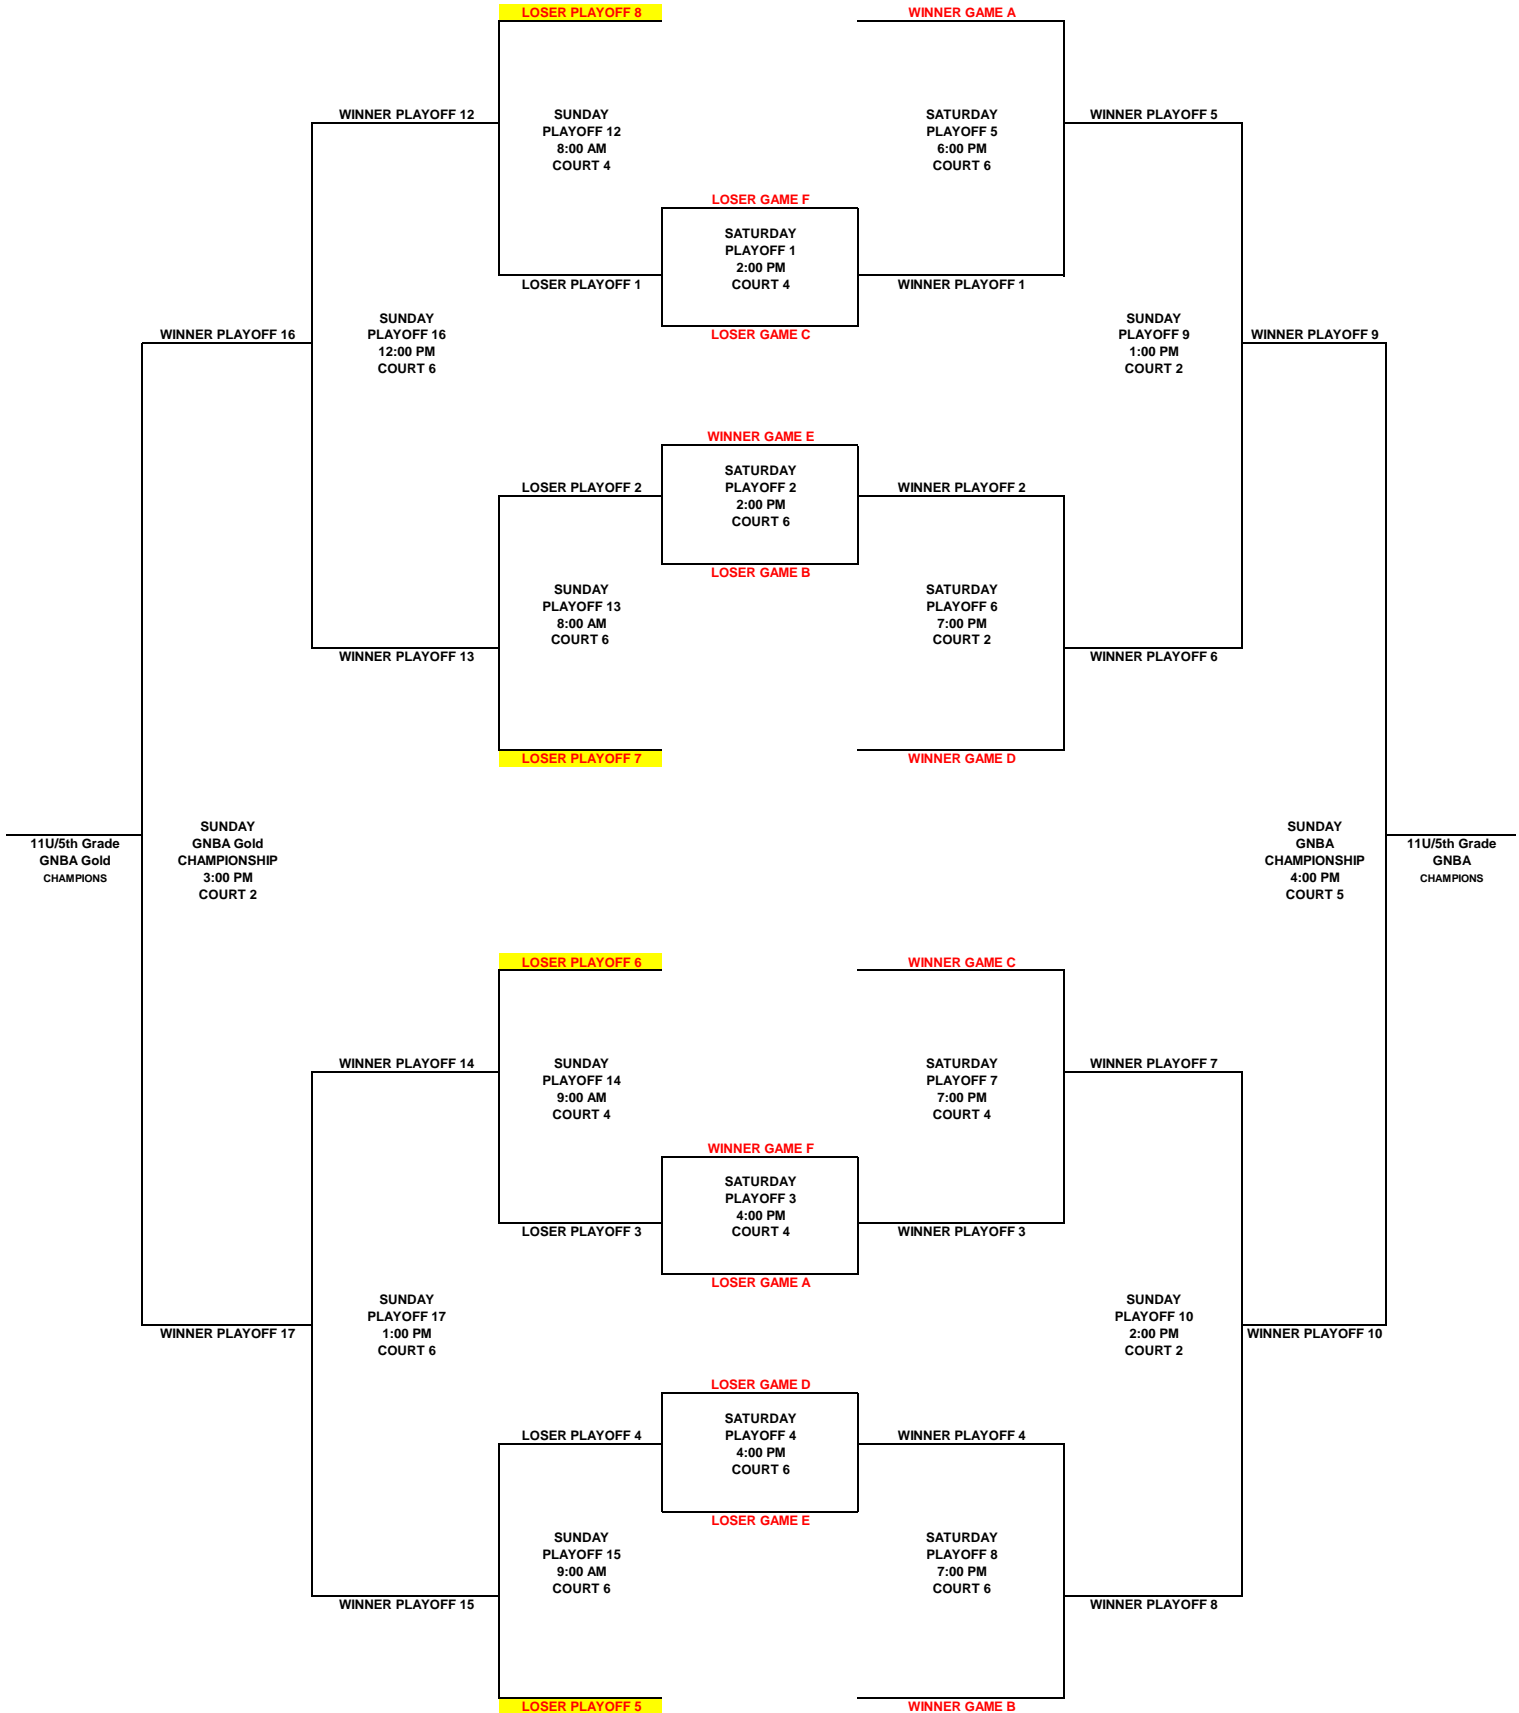 LOSER PLAYOFF 8
WINNER GAME A
WINNER PLAYOFF 12
SUNDAY
PLAYOFF 12
8:00 AM
COURT 4
SATURDAY
PLAYOFF 5
6:00 PM
COURT 6
WINNER PLAYOFF 5
LOSER GAME F
SATURDAY
PLAYOFF 1
2:00 PM
COURT 4
LOSER PLAYOFF 1
WINNER PLAYOFF 1
LOSER GAME C
WINNER PLAYOFF 16
SUNDAY
PLAYOFF 16
12:00 PM
COURT 6
SUNDAY
PLAYOFF 9
1:00 PM
COURT 2
WINNER PLAYOFF 9
WINNER GAME E
SATURDAY
PLAYOFF 2
2:00 PM
COURT 6
LOSER PLAYOFF 2
WINNER PLAYOFF 2
LOSER GAME B
SUNDAY
PLAYOFF 13
8:00 AM
COURT 6
SATURDAY
PLAYOFF 6
7:00 PM
COURT 2
WINNER PLAYOFF 13
WINNER PLAYOFF 6
LOSER PLAYOFF 7
WINNER GAME D
11U/5th Grade
GNBA Gold
CHAMPIONS
SUNDAY
GNBA Gold
CHAMPIONSHIP
3:00 PM
COURT 2
SUNDAY
GNBA
CHAMPIONSHIP
4:00 PM
COURT 5
11U/5th Grade
GNBA
CHAMPIONS
LOSER PLAYOFF 6
WINNER GAME C
WINNER PLAYOFF 14
SUNDAY
PLAYOFF 14
9:00 AM
COURT 4
SATURDAY
PLAYOFF 7
7:00 PM
COURT 4
WINNER PLAYOFF 7
WINNER GAME F
SATURDAY
PLAYOFF 3
4:00 PM
COURT 4
LOSER PLAYOFF 3
WINNER PLAYOFF 3
LOSER GAME A
WINNER PLAYOFF 17
SUNDAY
PLAYOFF 17
1:00 PM
COURT 6
SUNDAY
PLAYOFF 10
2:00 PM
COURT 2
WINNER PLAYOFF 10
LOSER GAME D
SATURDAY
PLAYOFF 4
4:00 PM
COURT 6
LOSER PLAYOFF 4
WINNER PLAYOFF 4
LOSER GAME E
SUNDAY
PLAYOFF 15
9:00 AM
COURT 6
SATURDAY
PLAYOFF 8
7:00 PM
COURT 6
WINNER PLAYOFF 15
WINNER PLAYOFF 8
LOSER PLAYOFF 5
WINNER GAME B